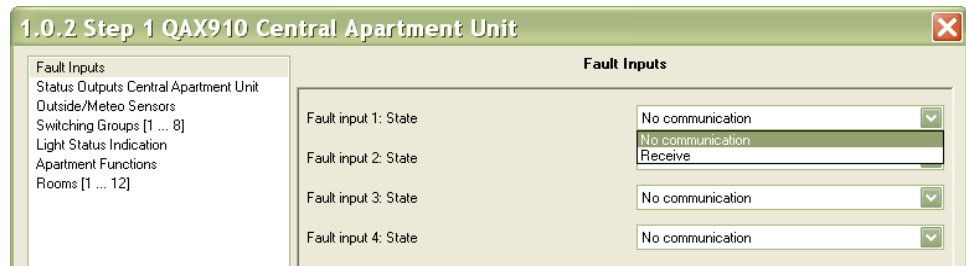 1.0.2 Step 1 QAX910 Central Apartment Unit
Fault Inputs
Status Outputs Central Apartment Unit
Outside/Meteo Sensors
Switching Groups [1 ... 8]
Light Status Indication
Apartment Functions
Rooms [1 ... 12]
Fault Inputs
Fault input 1: State No communication
No communication
Receive
Fault input 2: State
Fault input 3: State No communication
Fault input 4: State No communication